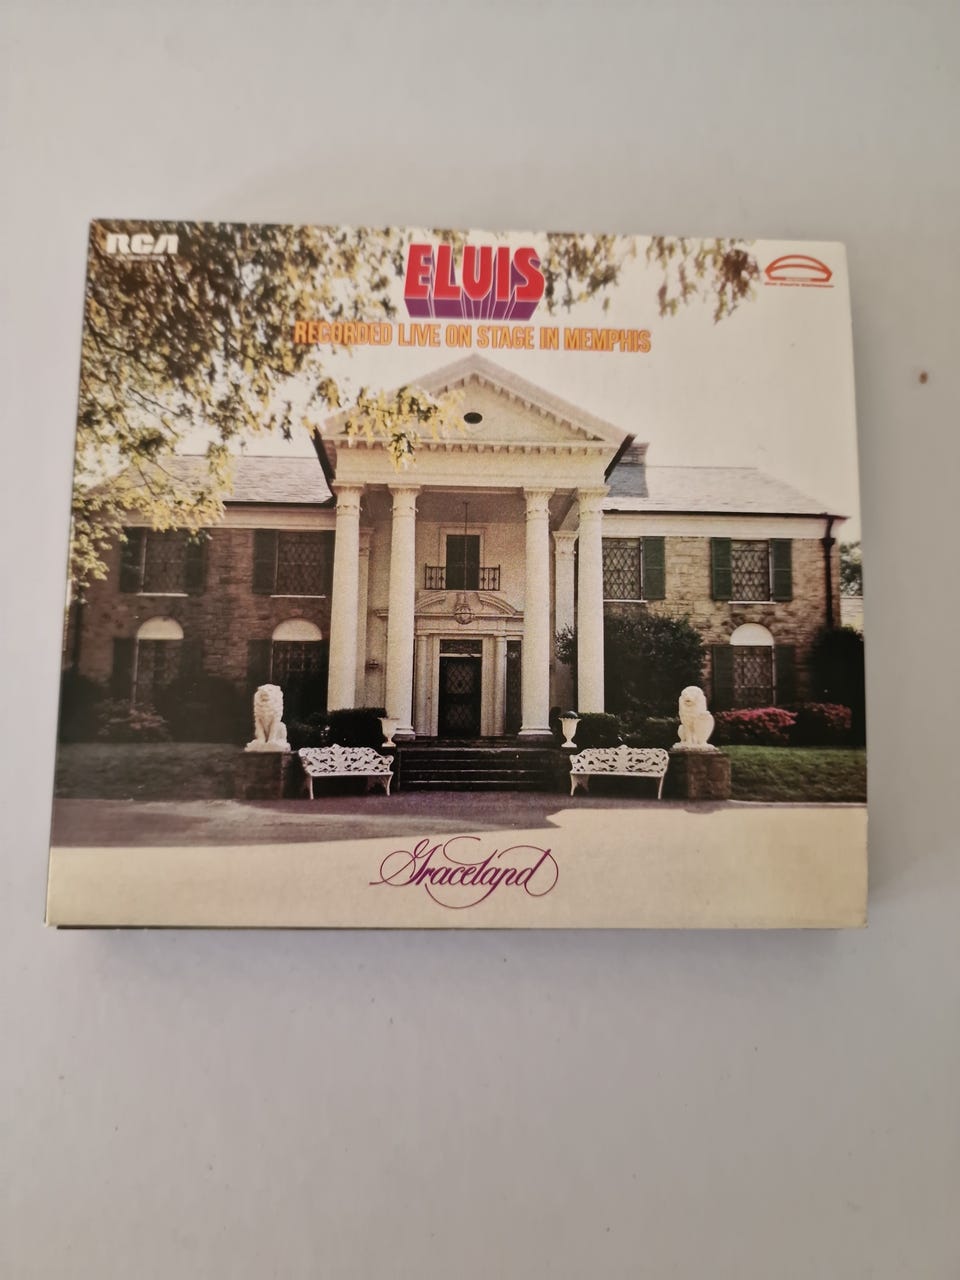 RCA
ELVIS
RECORDED LIVE ON STAGE IN MEMPHIS
Graceland